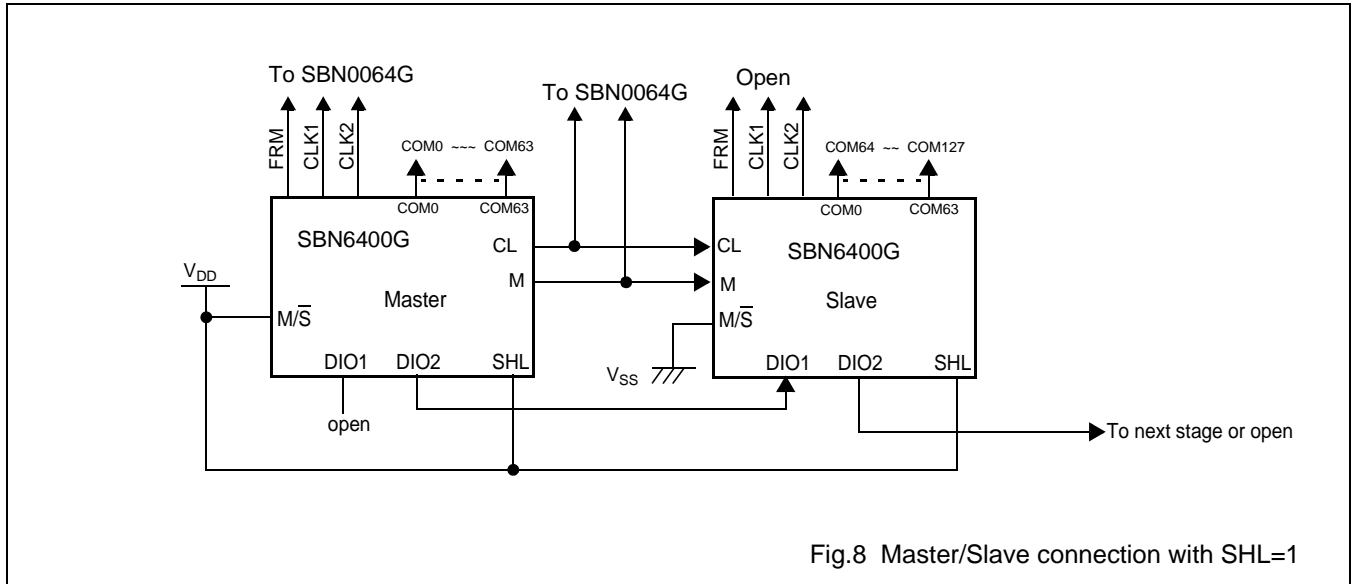 To SBN0064G
Open
To SBN0064G
FRM
CLK1
CLK2
COM0 ~~~ COM63
FRM
CLK1
CLK2
COM64 ~~ COM127
COM0
COM63
COM0
COM63
SBN6400G
CL
CL
SBN6400G
M
M
VDD
Master
Slave
M/S̅
M/S̅
DIO1
DIO2
SHL
VSS
DIO1
DIO2
SHL
open
To next stage or open
Fig.8 Master/Slave connection with SHL=1